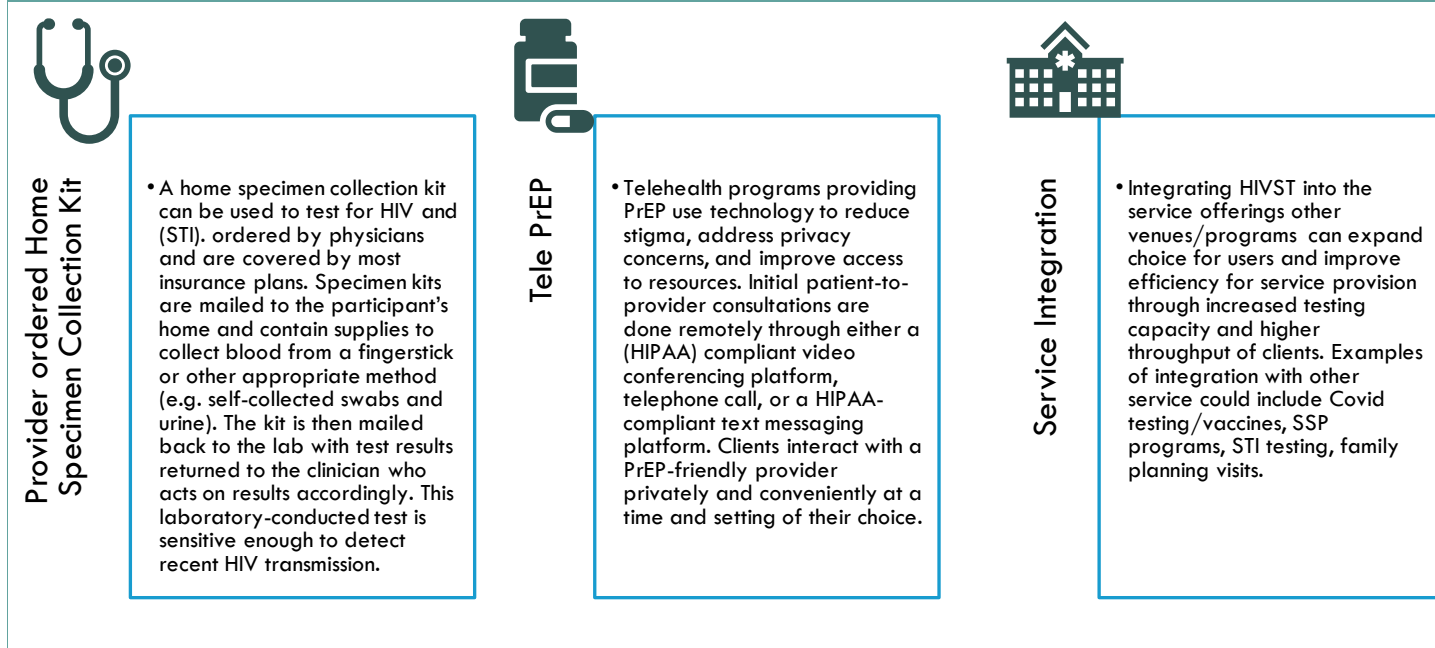 Provider ordered Home
Specimen Collection Kit
• A home specimen collection kit
can be used to test for HIV and
(STI). ordered by physicians
and are covered by most
insurance plans. Specimen kits
are mailed to the participant's
home and contain supplies to
collect blood from a fingerstick
or other appropriate method
(e.g. self-collected swabs and
urine). The kit is then mailed
back to the lab with test results
returned to the clinician who
acts on results accordingly. This
laboratory-conducted test is
sensitive enough to detect
recent HIV transmission.
Tele PrEP
• Telehealth programs providing
PrEP use technology to reduce
stigma, address privacy
concerns, and improve access
to resources. Initial patient-to-
provider consultations are
done remotely through either a
(HIPAA) compliant video
conferencing platform,
telephone call, or a HIPAA-
compliant text messaging
platform. Clients interact with a
PrEP-friendly provider
privately and conveniently at a
time and setting of their choice.
Service Integration
• Integrating HIVST into the
service offerings other
venues/programs can expand
choice for users and improve
efficiency for service provision
through increased testing
capacity and higher
throughput of clients. Examples
of integration with other
service could include Covid
testing/vaccines, SSP
programs, STI testing, family
planning visits.